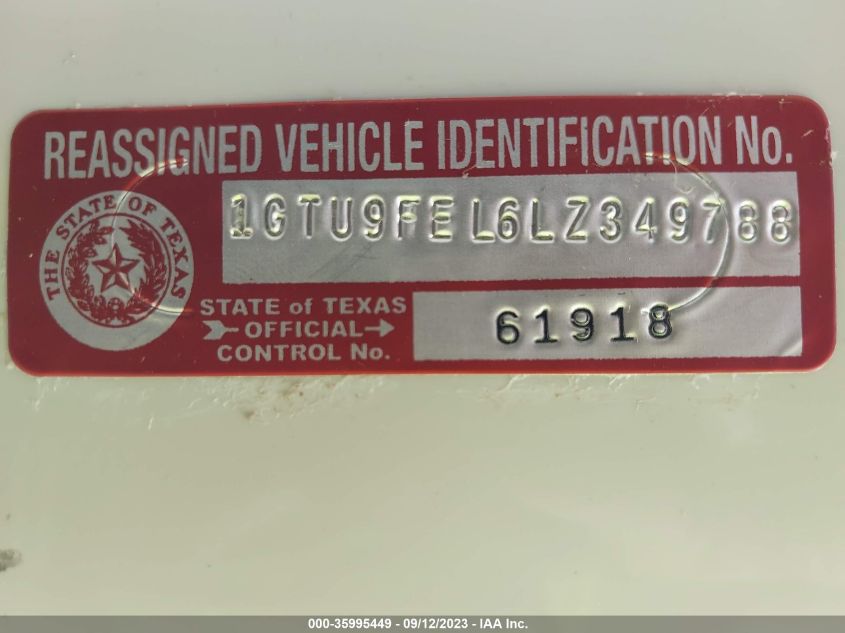 REASSIGNED VEHICLE IDENTIFICATION No.
1GTU9FEL6LZ349788
THE STATE OF TEXAS
STATE of TEXAS
OFFICIAL
CONTROL No.
61918
000-35995449 - 09/12/2023 - IAA Inc.